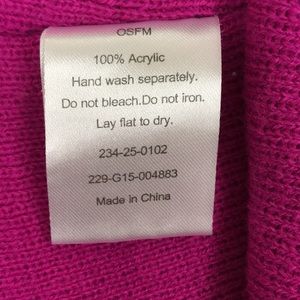 OSFM
100% Acrylic
Hand wash separately.
Do not bleach.Do not iron.
Lay flat to dry.
234-25-0102
229-G15-004883
Made in China